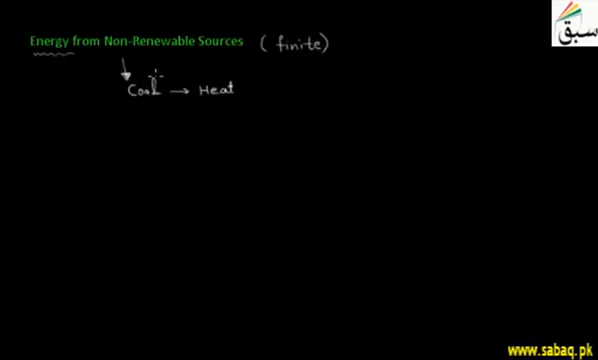 سبق
Energy from Non-Renewable Sources (finite)
Coal → Heat
www.sabaq.pk